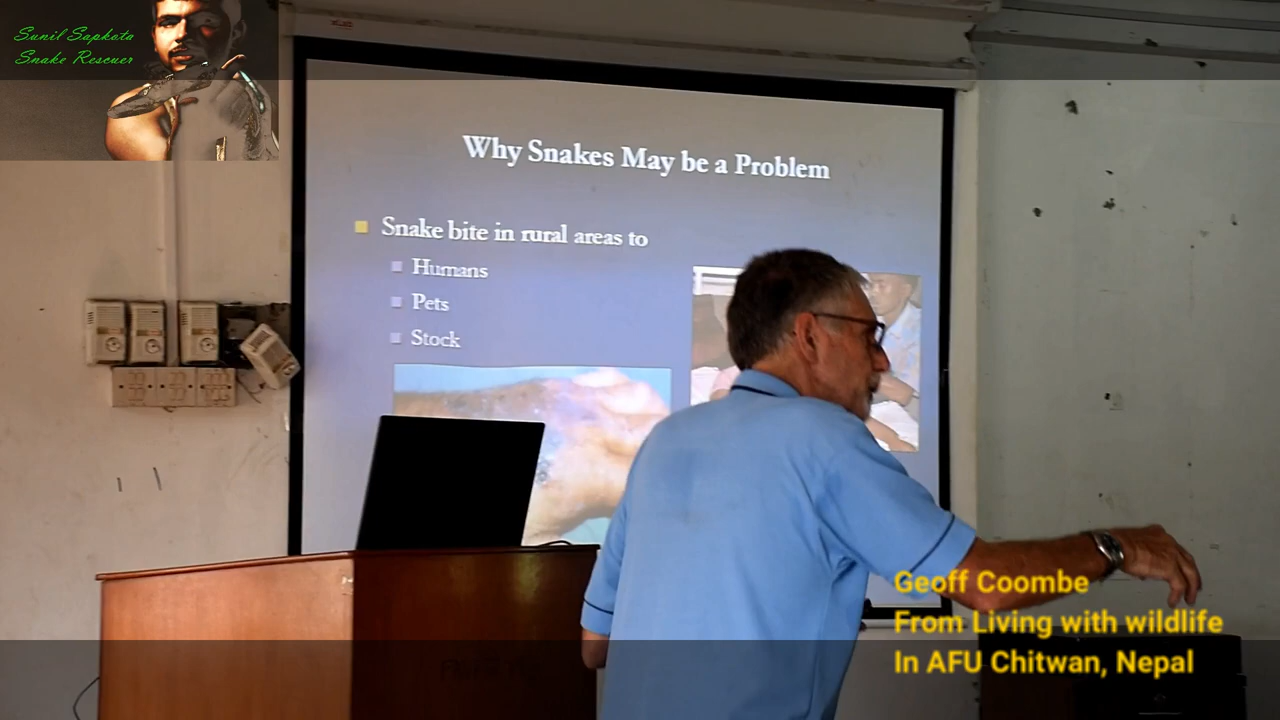 Sunil Sapkota
Snake Rescuer
Why Snakes May be a Problem
Snake bite in rural areas to
Humans
Pets
Stock
Geoff Coombe
From Living with wildlife
In AFU Chitwan, Nepal